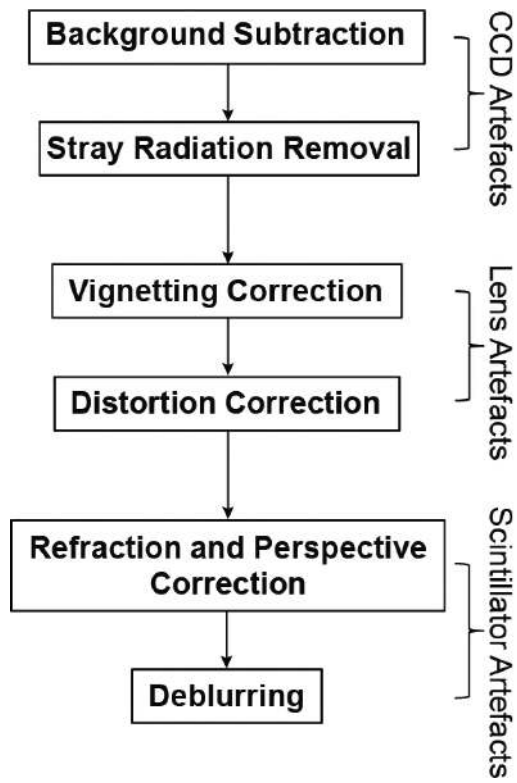 Background Subtraction
Stray Radiation Removal
CCD Artefacts
Vignetting Correction
Distortion Correction
Lens Artefacts
Refraction and Perspective
Correction
Deblurring
Scintillator Artefacts